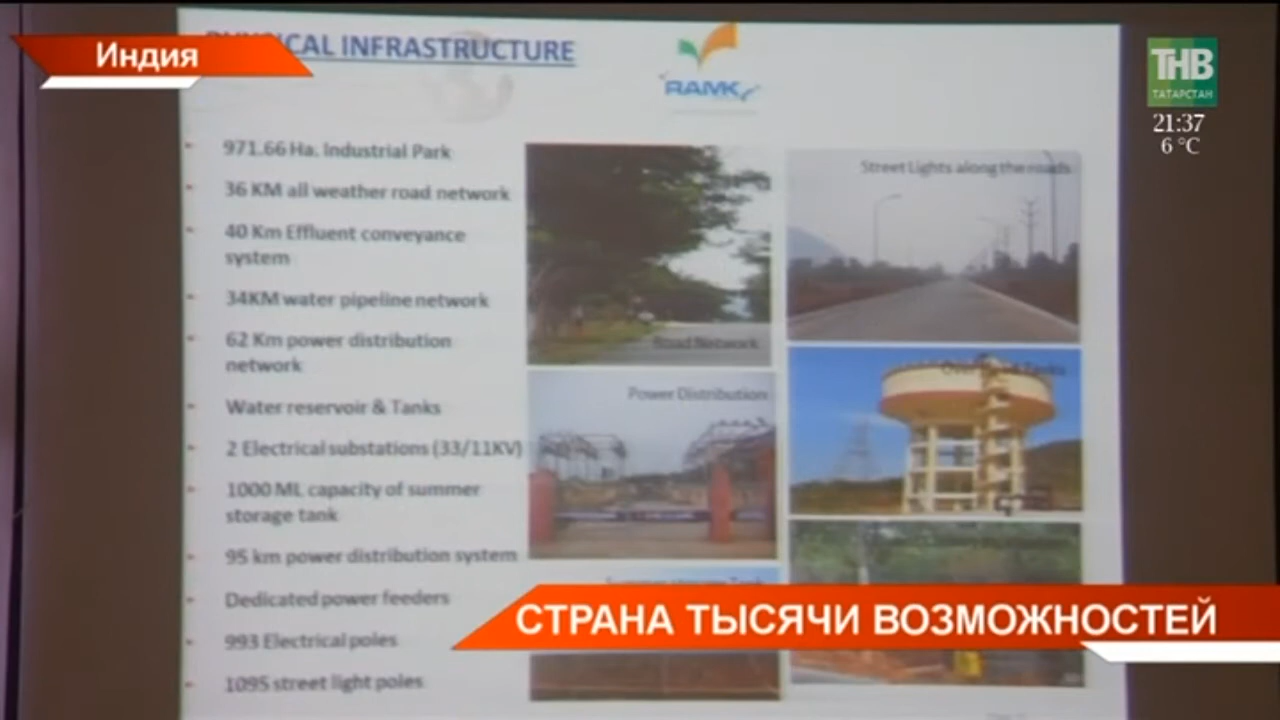 Индия
INFRASTRUCTURE
RAMK
ТНВ
ТАТАРСТАН
21:37
6 °C
971.66 Ha. Industrial Park
36 KM all weather road network
40 Km Effluent conveyance
system
34KM water pipeline network
62 Km power distribution
network
Water reservoir & Tanks
2 Electrical substations (33/11KV)
1000 ML capacity of summer
storage tank
95 km power distribution system
Dedicated power feeders
993 Electrical poles
1095 street light poles
Street Lights along the roads
Road Network
Power Distribution
Tanks
СТРАНА ТЫСЯЧИ ВОЗМОЖНОСТЕЙ